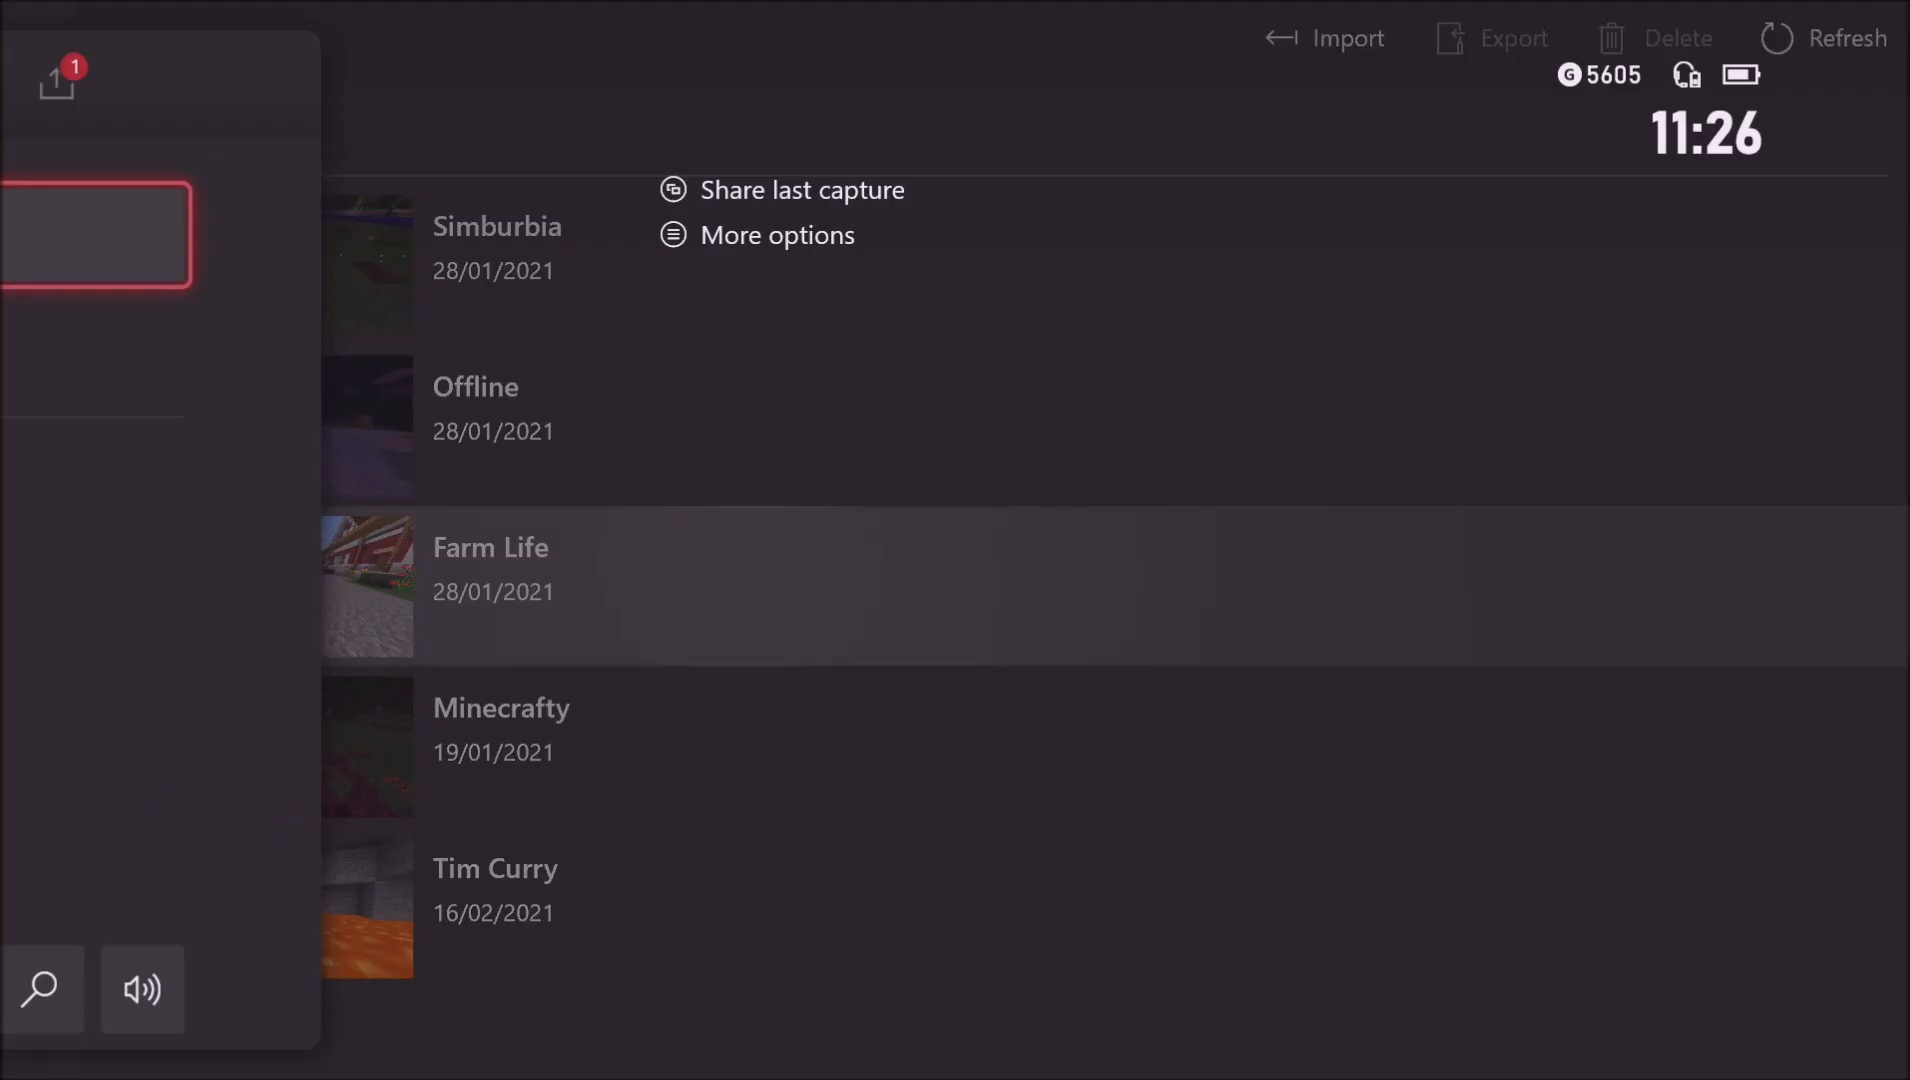 Import
Export
Delete
Refresh
1
G 5605
11:26
Share last capture
More options
Simburbia
28/01/2021
Offline
28/01/2021
Farm Life
28/01/2021
Minecrafty
19/01/2021
Tim Curry
16/02/2021